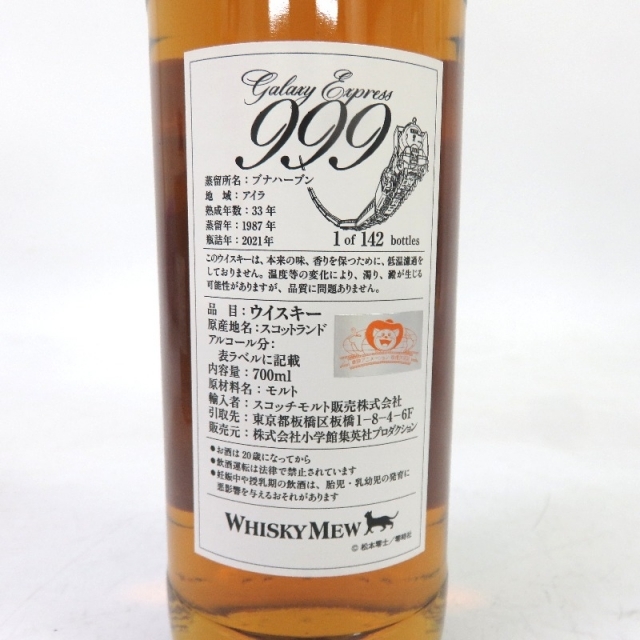 Galaxy Express
999
蒸留所名：ブナハーブン
地　域：アイラ
熟成年数：33年
蒸留年：1987年
瓶詰年：2021年
1 of 142 bottles
このウイスキーは、本来の味、香りを保つために、低温濾過を
しておりません。温度等の変化により、濁り、澱が生じる
可能性がありますが、品質に問題ありません。
品　目：ウイスキー
原産地名：スコットランド
アルコール分：
表ラベルに記載
内容量：700ml
原材料名：モルト
輸入者：スコッチモルト販売株式会社
引取先：東京都板橋区板橋1-8-4-6F
販売元：株式会社小学館集英社プロダクション
●お酒は20歳になってから
●飲酒運転は法律で禁止されています
●妊娠中や授乳期の飲酒は、胎児・乳幼児の発育に
悪影響を与えるおそれがあります
WHISKY MEW
© 松本零士／零時社